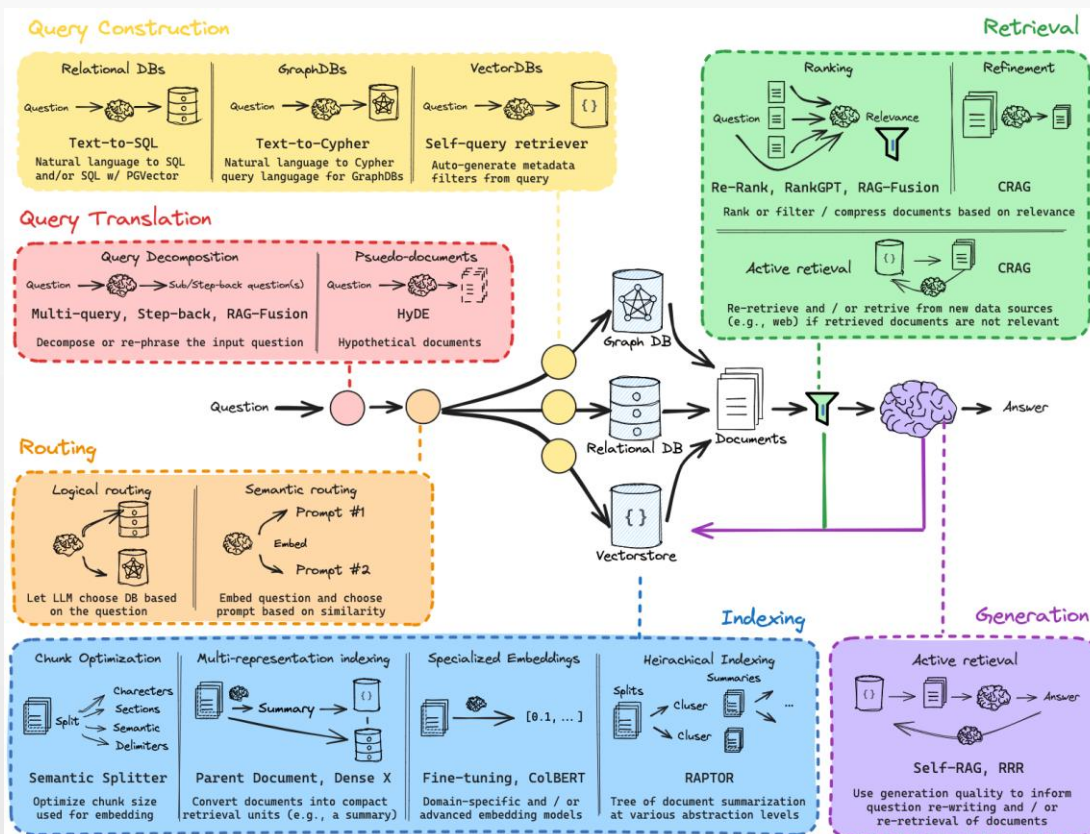 Query Construction
Relational DBs
Question
Text-to-SQL
Natural language to SQL
and/or SQL w/ PGVector
GraphDBs
Question
Text-to-Cypher
Natural language to Cypher
query langugage for GraphDBs
VectorDBs
Question
{}
Self-query retriever
Auto-generate metadata
filters from query
Retrieval
Ranking
Question
Relevance
Re-Rank, RankGPT, RAG-Fusion
Refinement
CRAG
Rank or filter / compress documents based on relevance
Active retieval
{}
CRAG
Re-retrieve and / or retrive from new data sources
(e.g., web) if retrieved documents are not relevant
Query Translation
Query Decomposition
Question
Sub/Step-back question(s)
Multi-query, Step-back, RAG-Fusion
Decompose or re-phrase the input question
Psuedo-documents
Question
HyDE
Hypothetical documents
Question
Graph DB
Relational DB
{}
Vectorstore
Documents
Answer
Routing
Logical routing
Let LLM choose DB based
on the question
Semantic routing
Prompt #1
Embed
Prompt #2
Embed question and choose
prompt based on similarity
Indexing
Chunk Optimization
Split
Charecters
Sections
Semantic
Delimiters
Semantic Splitter
Optimize chunk size
used for embedding
Multi-representation indexing
Summary
{}
Parent Document, Dense X
Convert documents into compact
retrieval units (e.g., a summary)
Specialized Embeddings
[0.1, ...]
Fine-tuning, ColBERT
Domain-specific and / or
advanced embedding models
Heirachical Indexing
Summaries
Splits
Cluser
Cluser
...
RAPTOR
Tree of document summarization
at various abstraction levels
Generation
Active retieval
{}
Answer
Self-RAG, RRR
Use generation quality to inform
question re-writing and / or
re-retrieval of documents